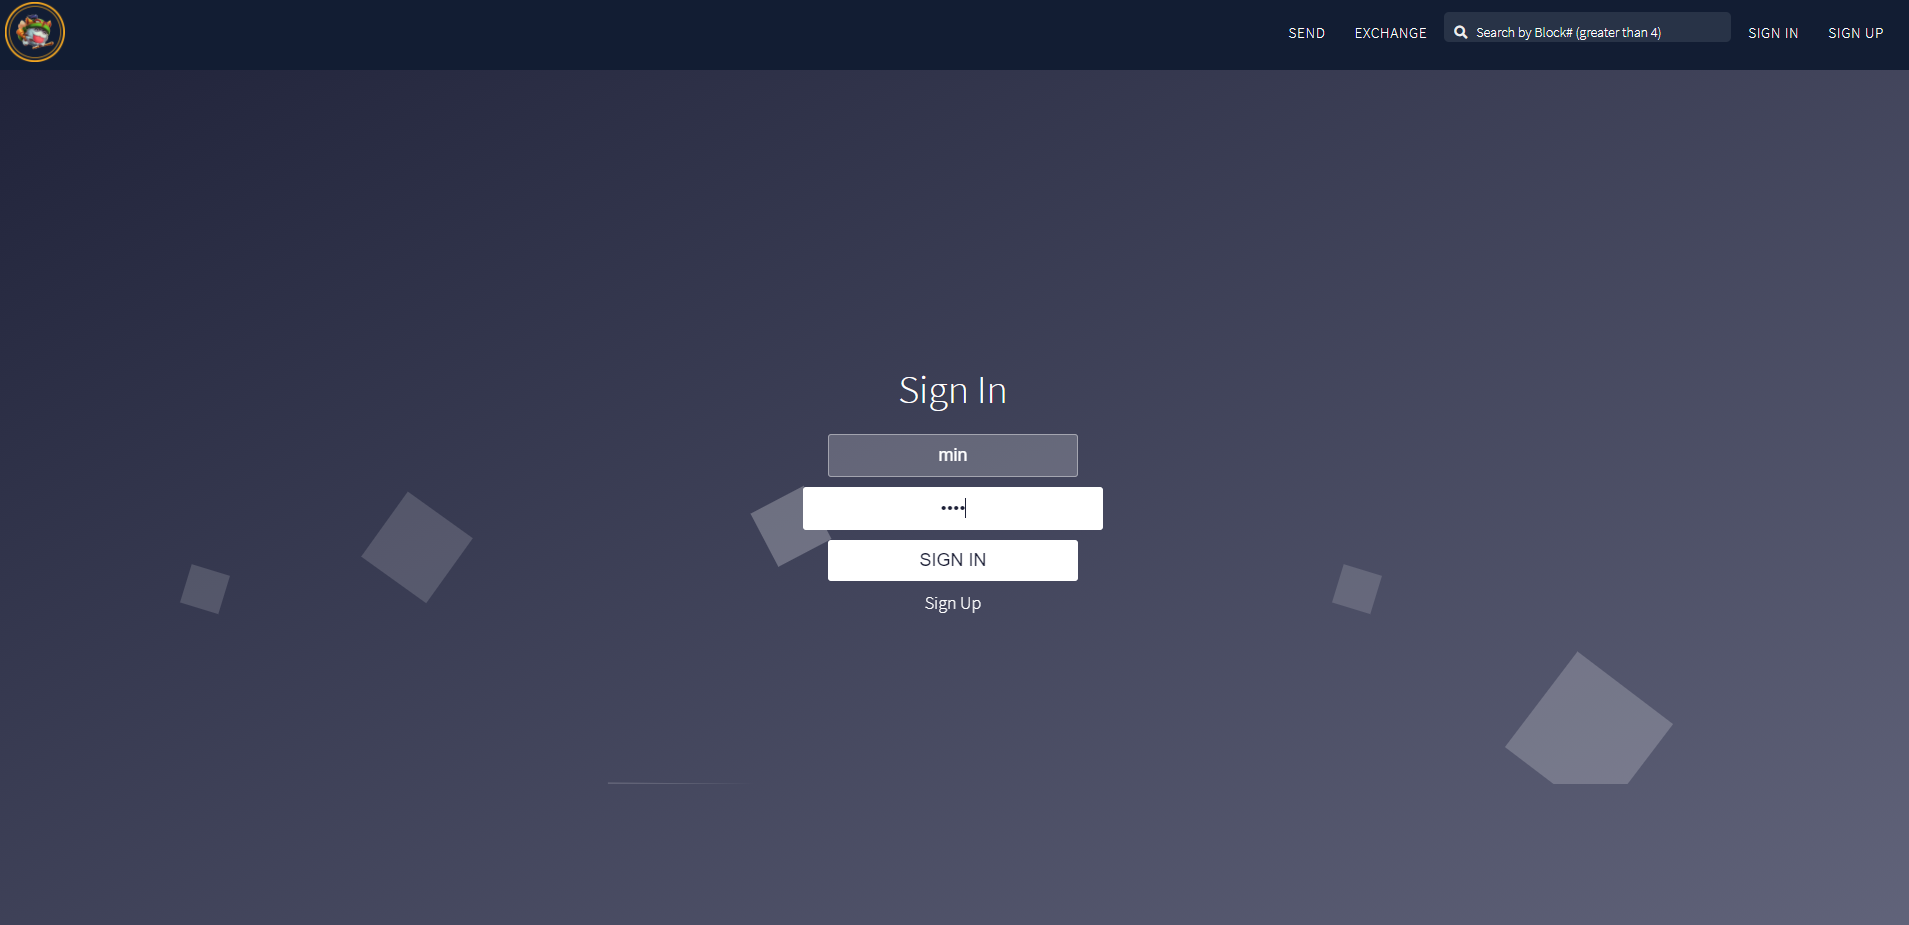 SEND EXCHANGE Search by Block# (greater than 4) SIGN IN SIGN UP
Sign In
min
••••
SIGN IN
Sign Up